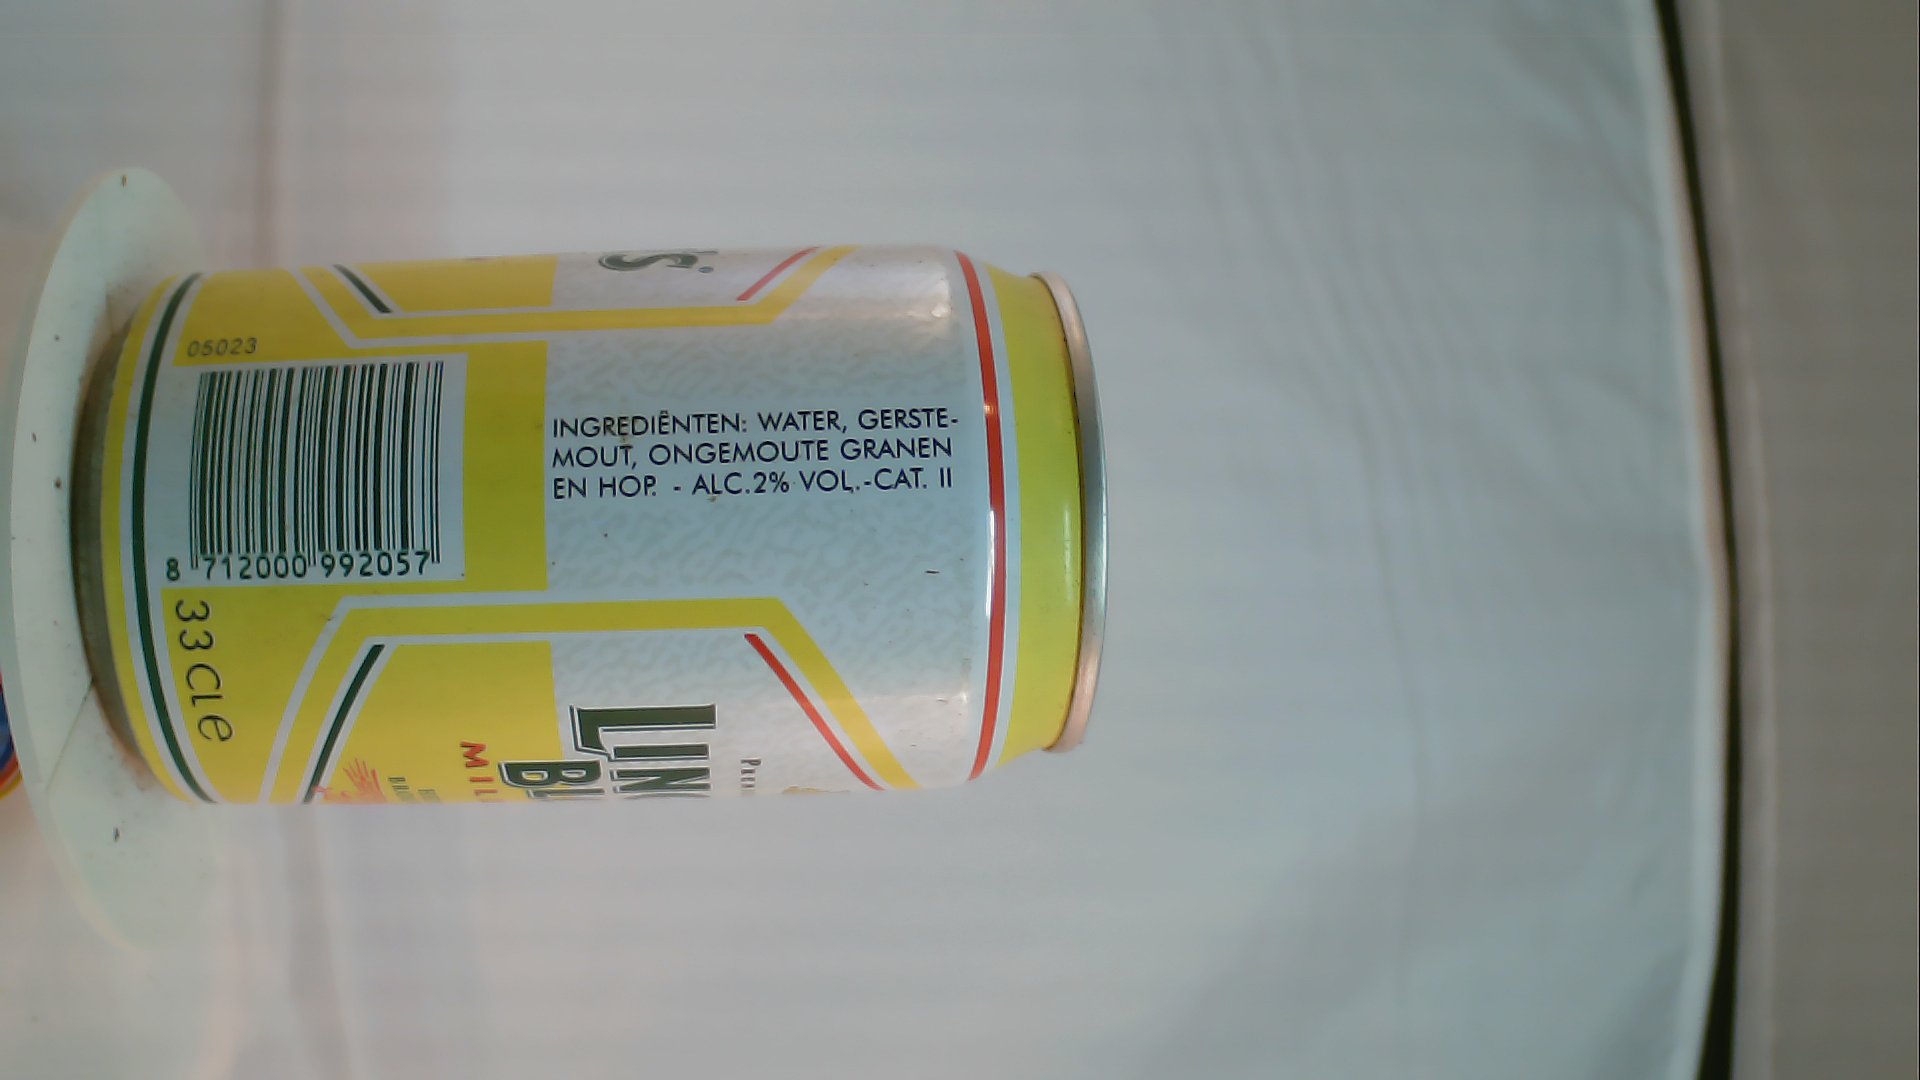 05023
8 712000 992057
33cle
INGREDIËNTEN: WATER, GERSTE-
MOUT, ONGEMOUTE GRANEN
EN HOP. - ALC.2% VOL.-CAT. II
's